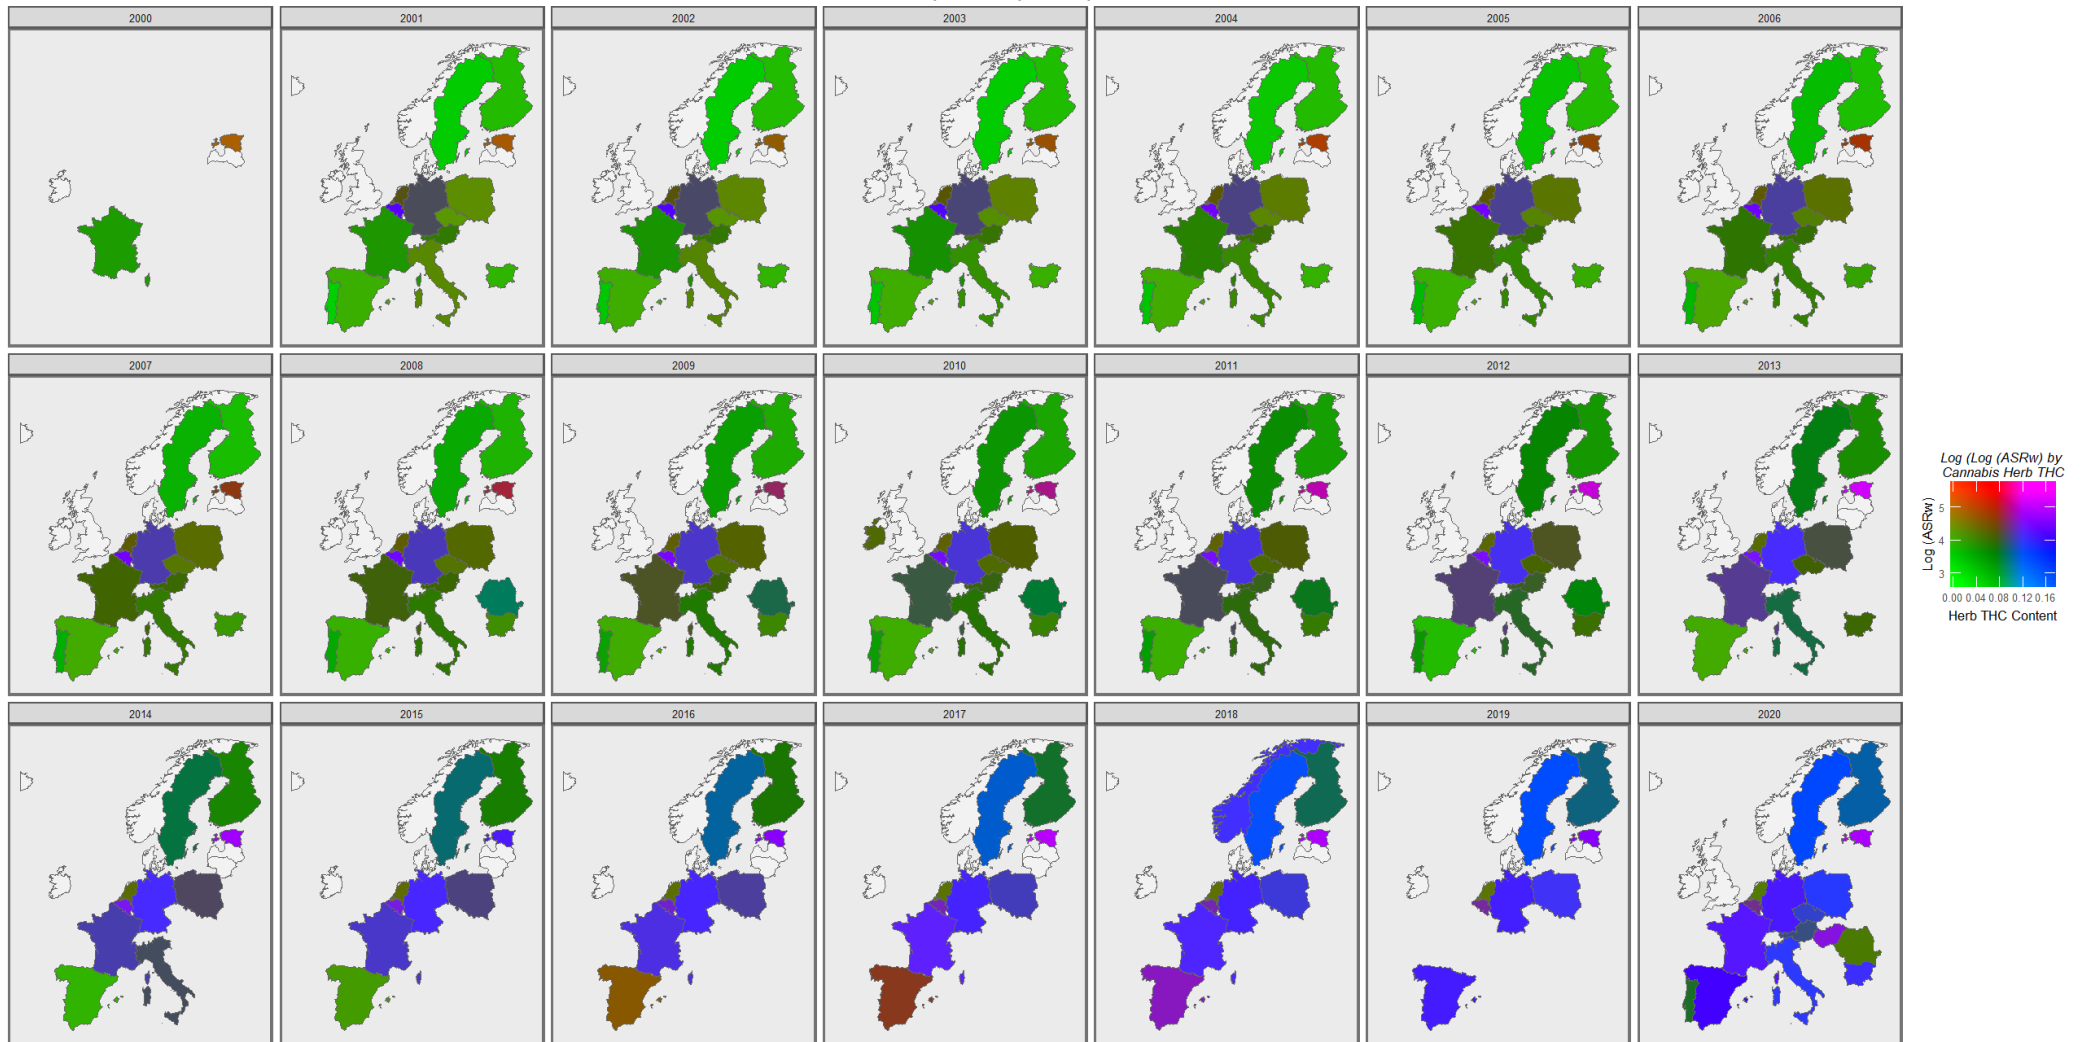 2000 2001 2002 2003 2004 2005 2006
2007 2008 2009 2010 2011 2012 2013
Log (Log (ASRw) by
Cannabis Herb THC
Log (ASRw)
5
4
3
0.00 0.04 0.08 0.12 0.16
Herb THC Content
2014 2015 2016 2017 2018 2019 2020